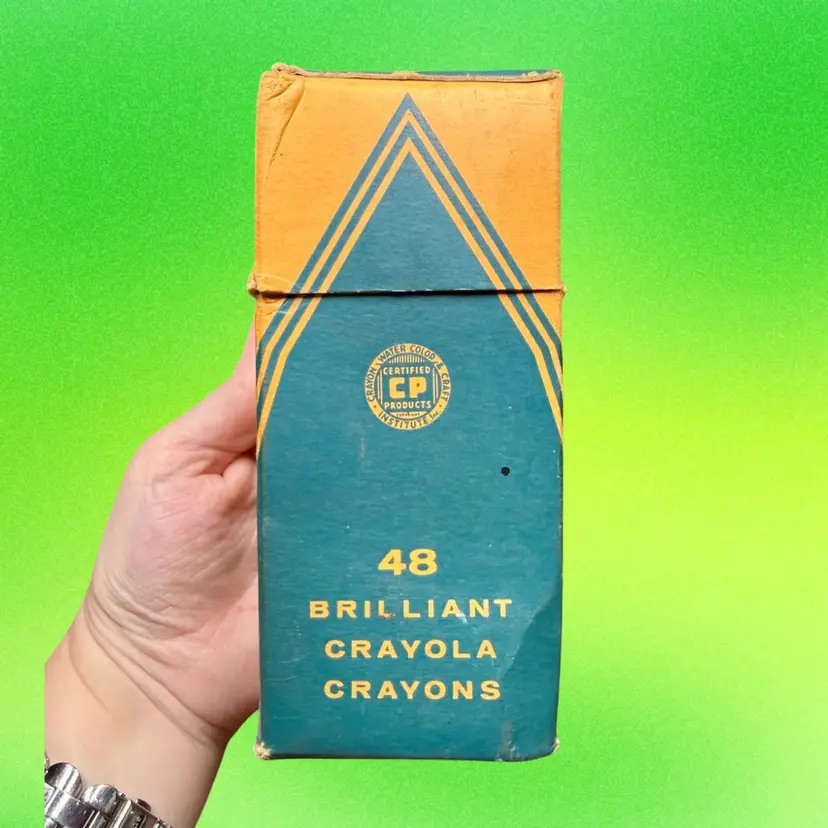 CRAYON, WATER COLOR & CRAFT
CERTIFIED
CP
PRODUCTS
INSTITUTE, Inc.
48
BRILLIANT
CRAYOLA
CRAYONS